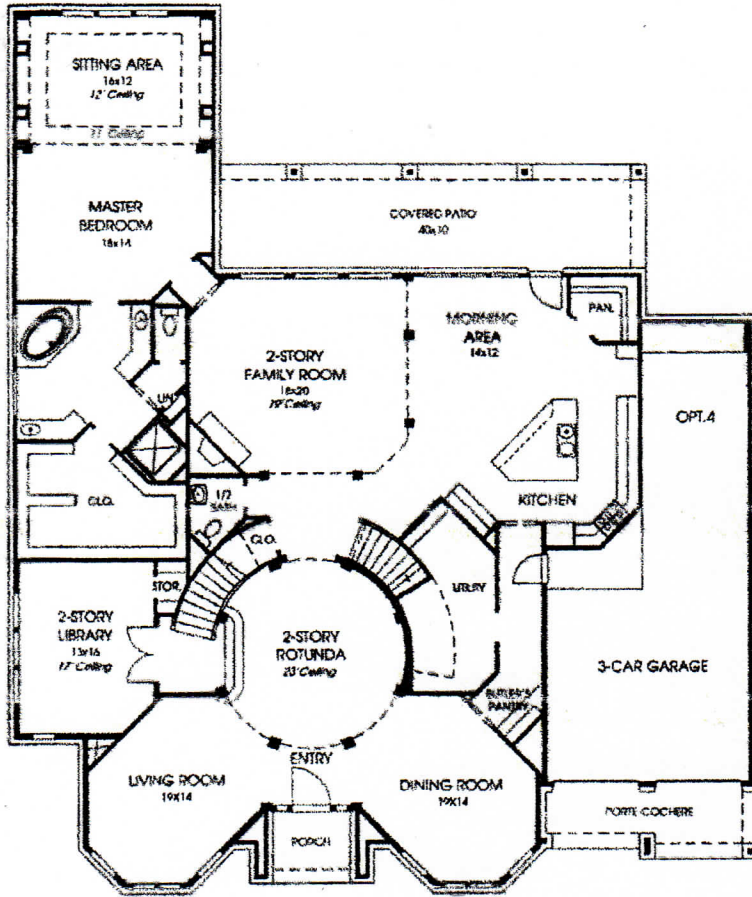 SITTING AREA
16x12
12' Ceiling
11' Ceiling
MASTER
BEDROOM
18x14
COVERED PATIO
40x10
PAN.
MORNING
AREA
14x12
2-STORY
FAMILY ROOM
18x20
19' Ceiling
LIN
OPT.4
KITCHEN
1/2
BATH
CLO.
CLO.
STOR.
UTILITY
2-STORY
LIBRARY
13x16
17' Ceiling
2-STORY
ROTUNDA
23' Ceiling
3-CAR GARAGE
BUTLER'S
PANTRY
ENTRY
LIVING ROOM
19X14
DINING ROOM
19X14
PORCH
PORTE COCHERE